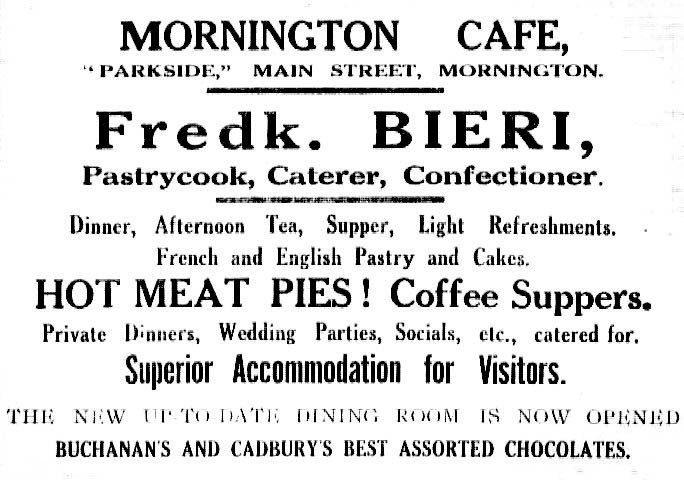 MORNINGTON CAFE,
"PARKSIDE," MAIN STREET, MORNINGTON.
Fredk. BIERI,
Pastrycook, Caterer, Confectioner.
Dinner, Afternoon Tea, Supper, Light Refreshments.
French and English Pastry and Cakes.
HOT MEAT PIES! Coffee Suppers.
Private Dinners, Wedding Parties, Socials, etc., catered for.
Superior Accommodation for Visitors.
THE NEW UP-TO-DATE DINING ROOM IS NOW OPENED
BUCHANAN'S AND CADBURY'S BEST ASSORTED CHOCOLATES.